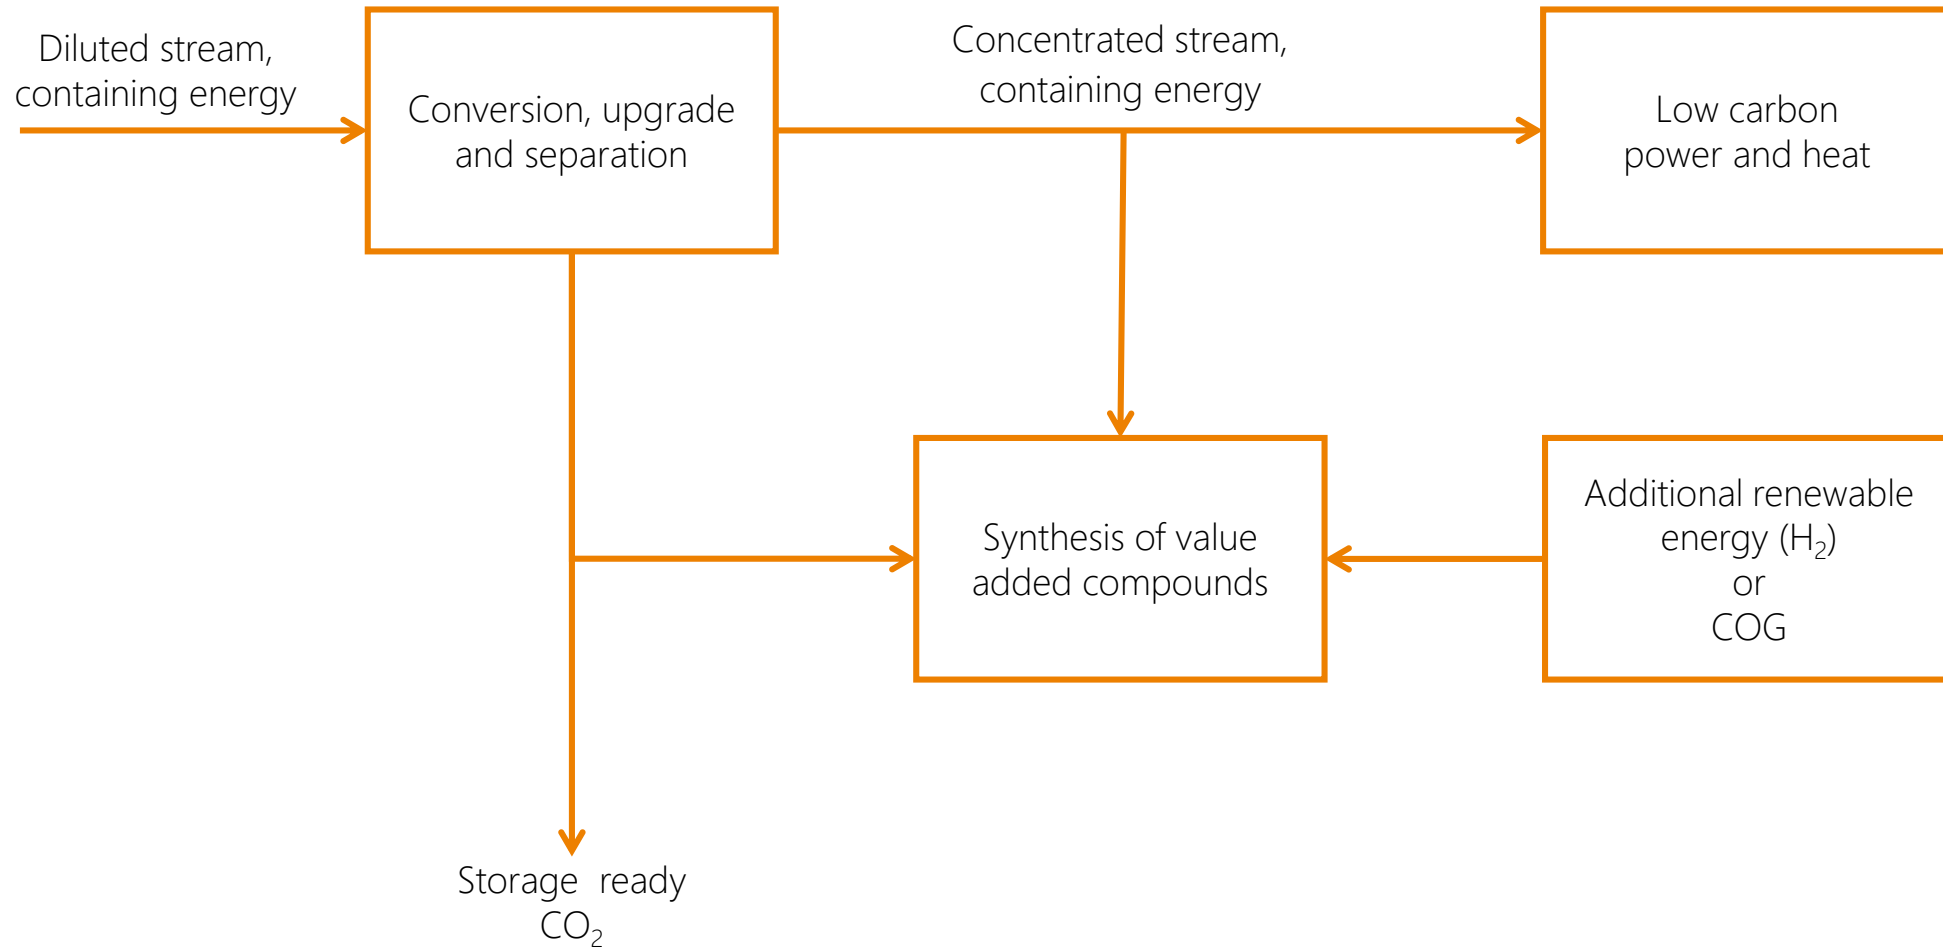 Diluted stream,
containing energy
Conversion, upgrade
and separation
Concentrated stream,
containing energy
Low carbon
power and heat
Synthesis of value
added compounds
Additional renewable
energy (H₂)
or
COG
Storage  ready
CO₂